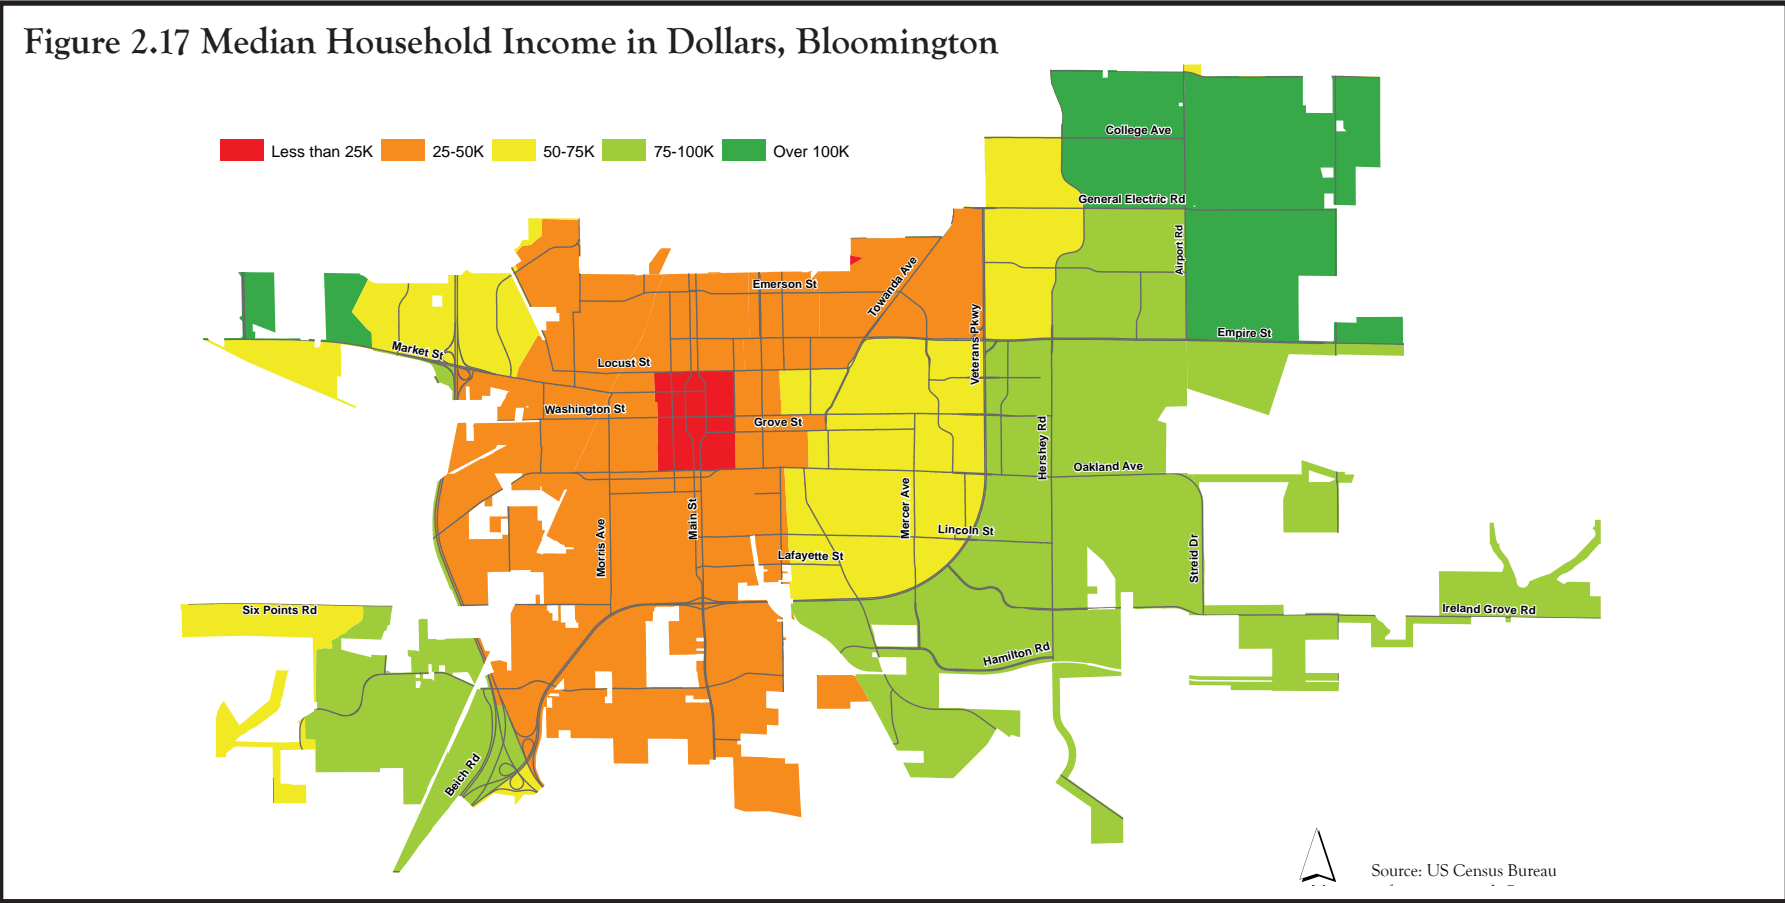 Figure 2.17 Median Household Income in Dollars, Bloomington
Less than 25K
25-50K
50-75K
75-100K
Over 100K
College Ave
General Electric Rd
Airport Rd
Emerson St
Towanda Ave
Veterans Pkwy
Empire St
Market St
Locust St
Washington St
Grove St
Hershey Rd
Oakland Ave
Mercer Ave
Main St
Morris Ave
Lincoln St
Lafayette St
Streid Dr
Six Points Rd
Ireland Grove Rd
Hamilton Rd
Beich Rd
Source: US Census Bureau